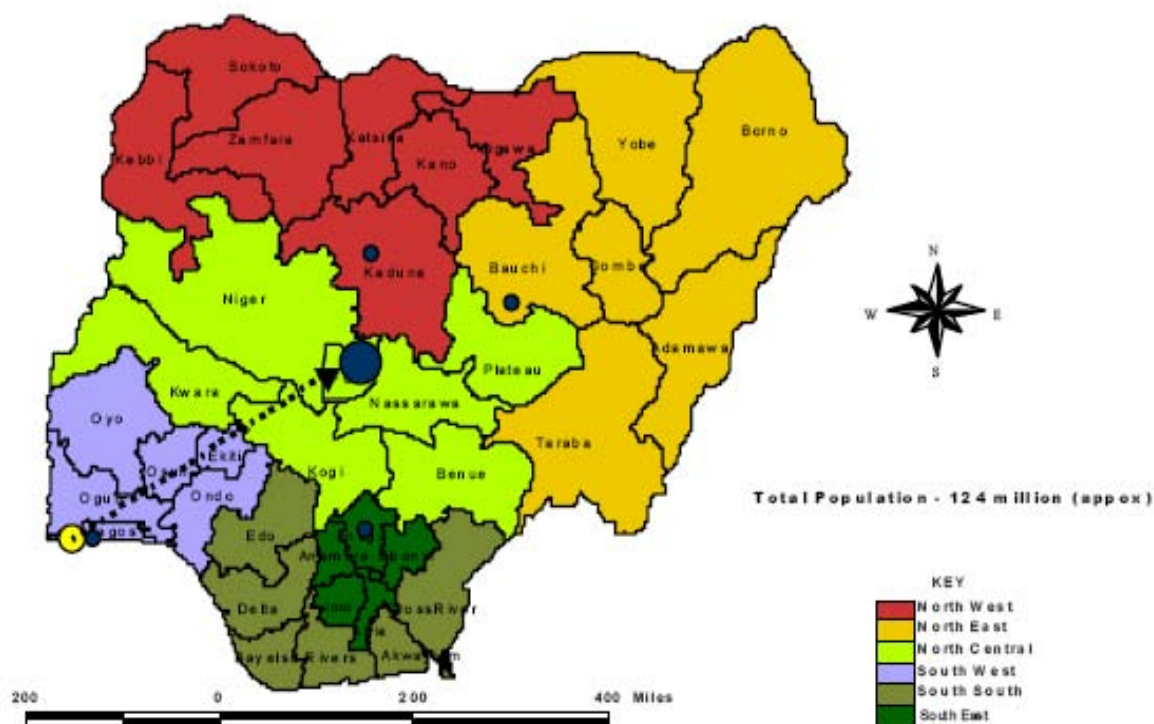 Sokoto
Zamfara
Katsina
Kebbi
Kano
Yobe
Borno
Kaduna
Bauchi
Niger
Adamawa
Plateau
Kwara
Nassarawa
Oyo
Taraba
Ekiti
Kogi
Benue
Ondo
Edo
Delta
Rivers
N
W
E
S
Total Population - 124 million (appox)
KEY
North West
North East
North Central
South West
South South
South East
200 0 200 400 Miles